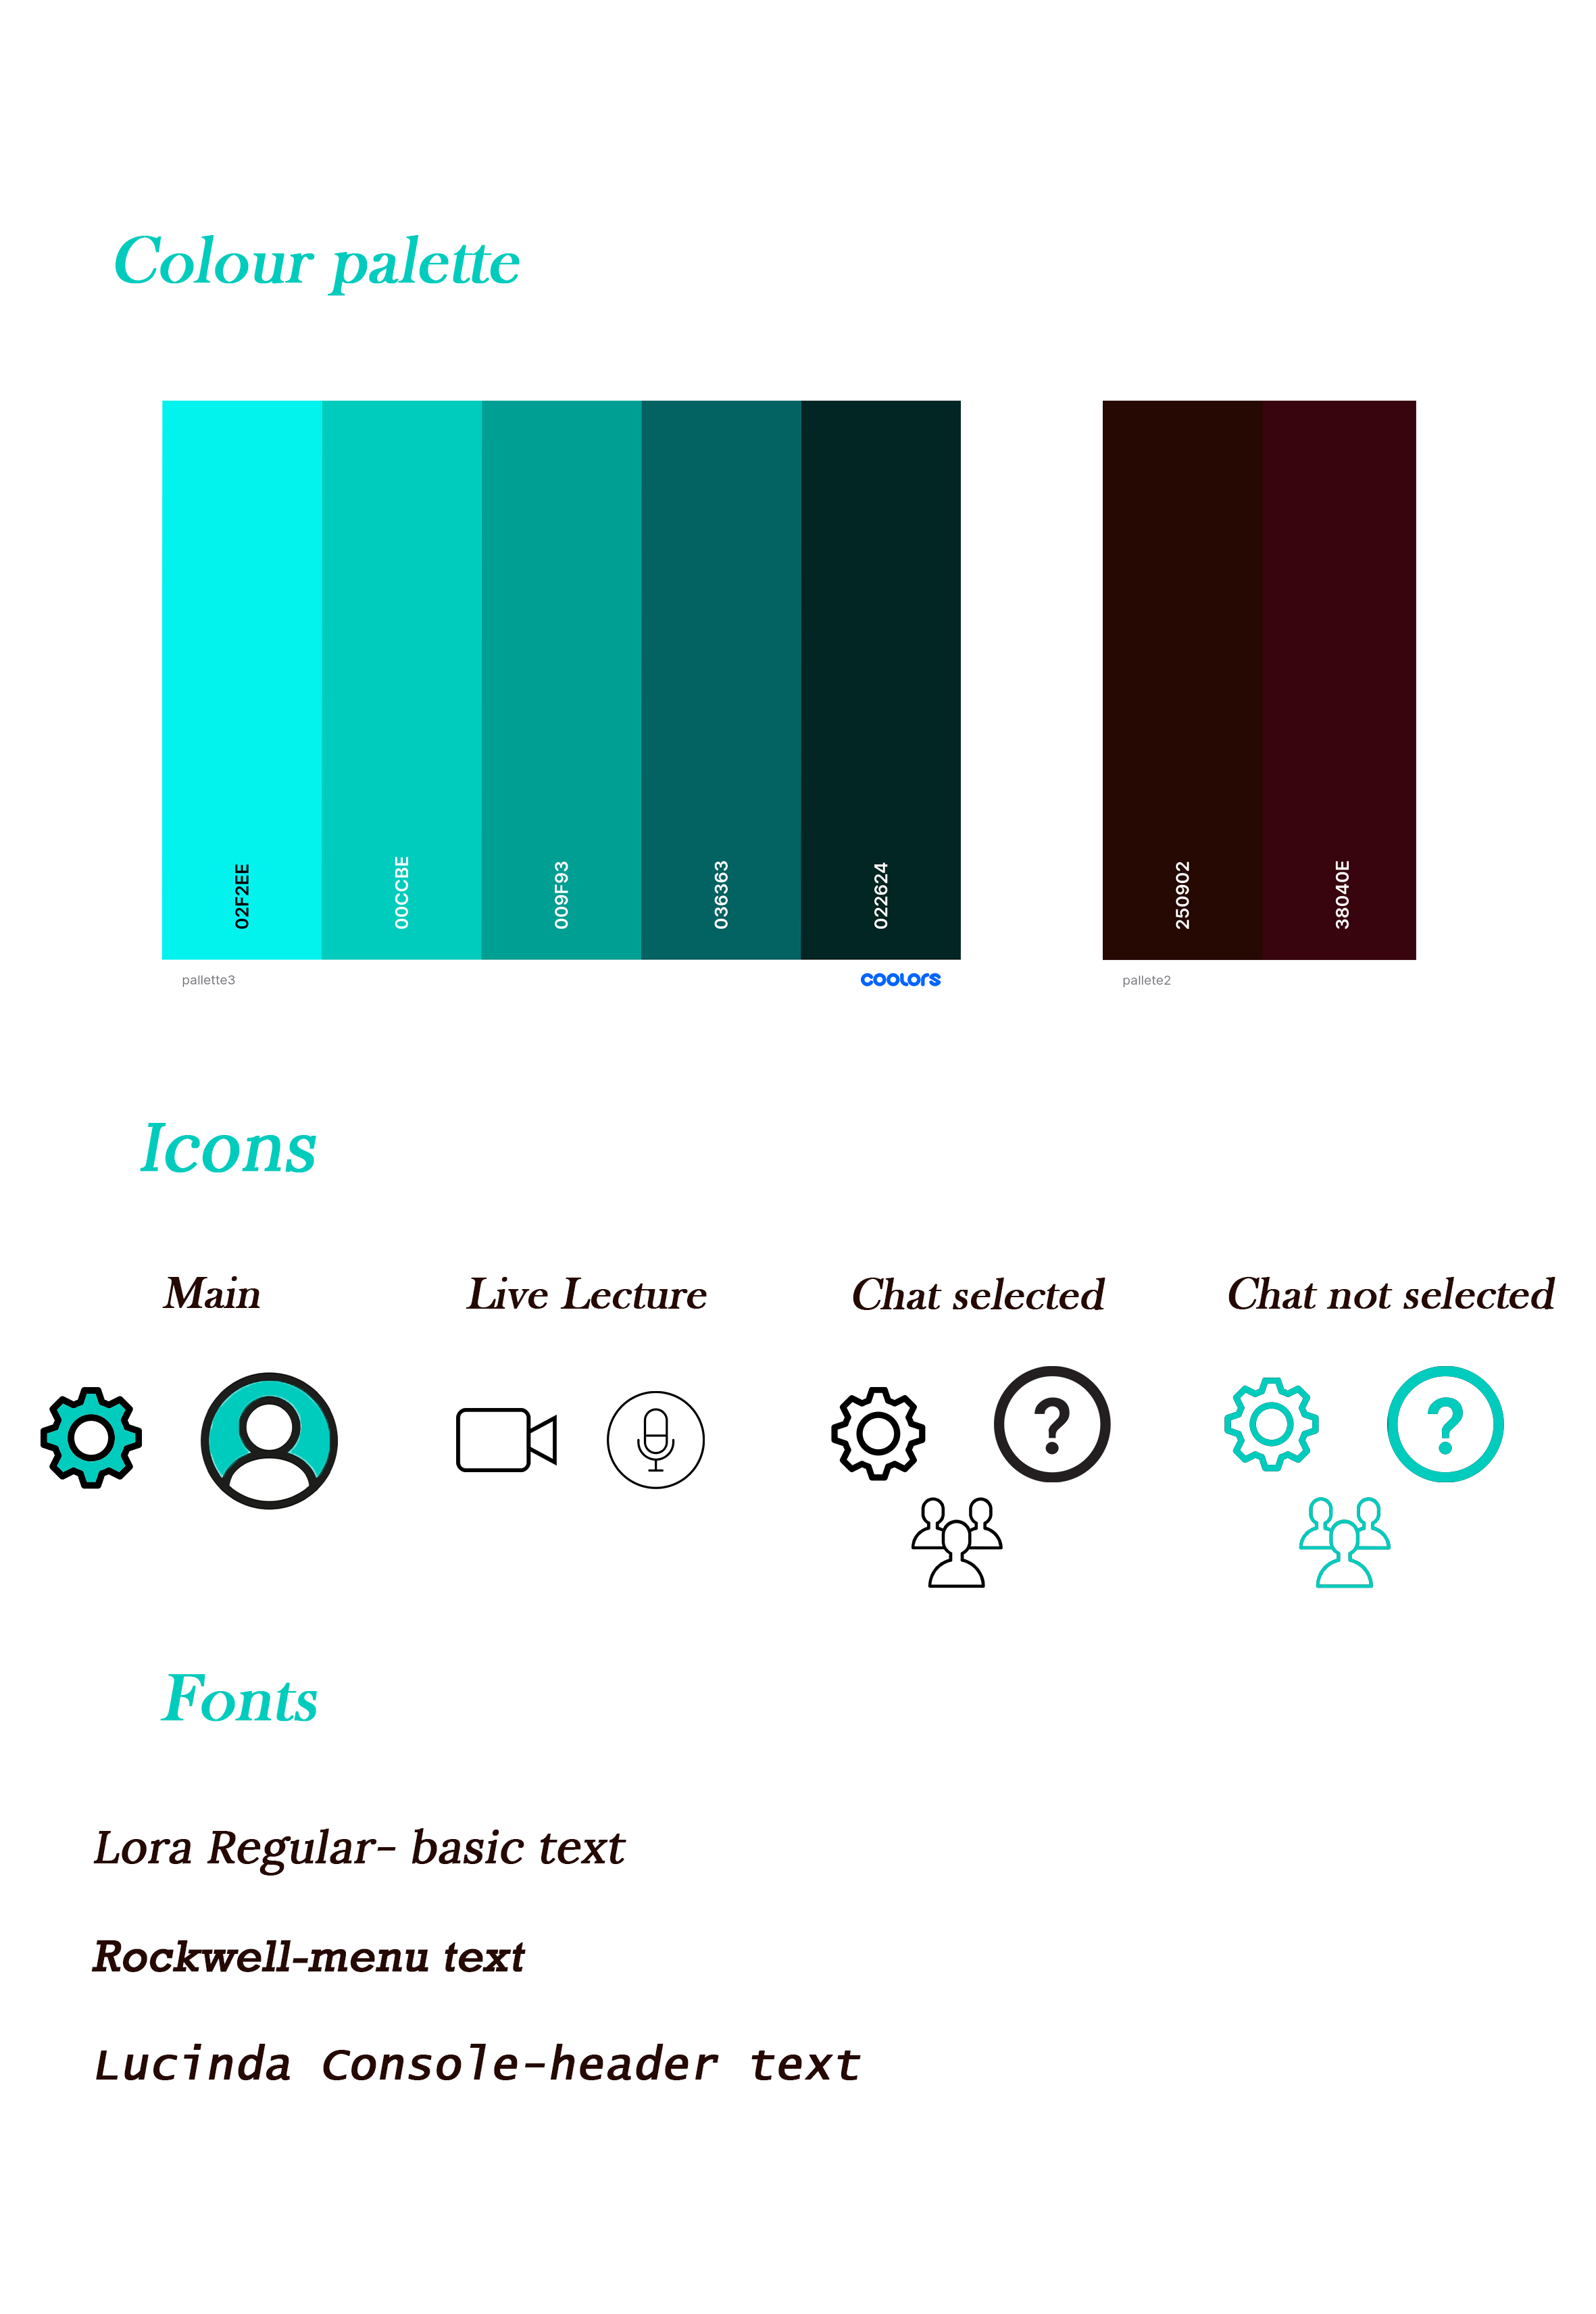 Colour palette
02F2EE
00CCBE
009F93
036363
022624
250902
38040E
pallette3
coolors
pallete2
Icons
Main
Live Lecture
Chat selected
Chat not selected
?
?
Fonts
Lora Regular- basic text
Rockwell-menu text
Lucinda Console-header text